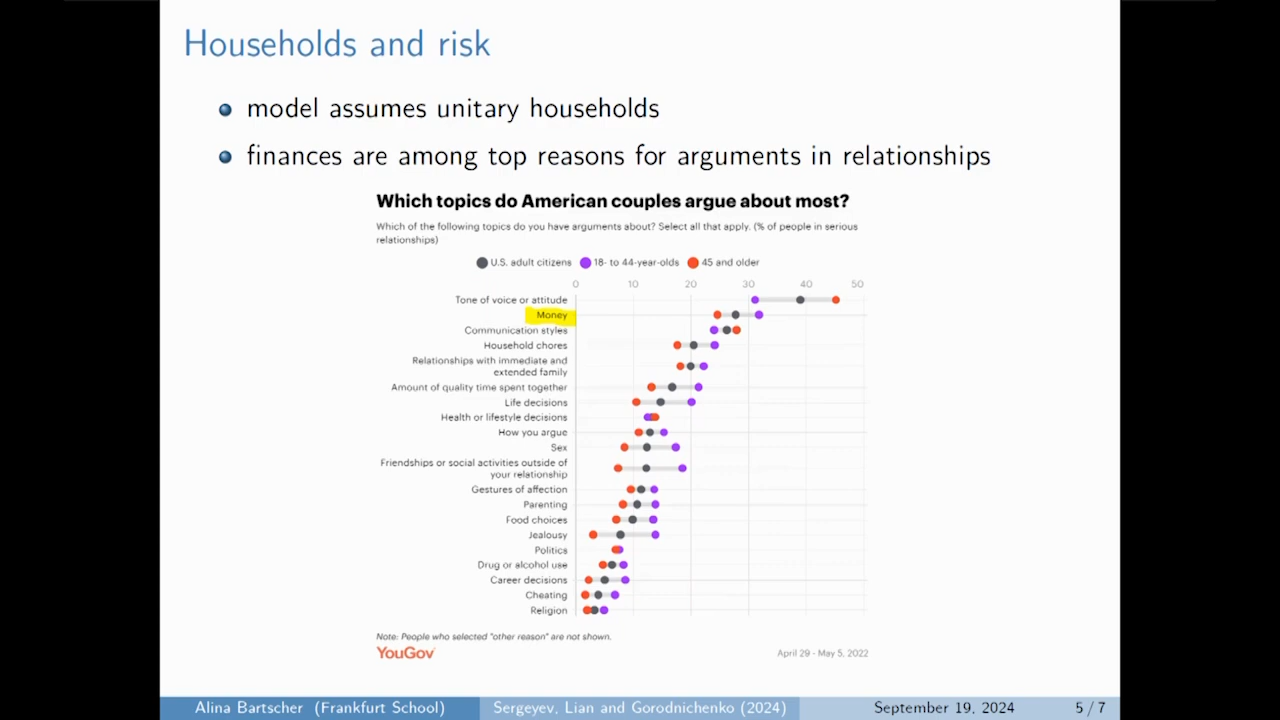 Households and risk
model assumes unitary households
finances are among top reasons for arguments in relationships
Which topics do American couples argue about most?
Which of the following topics do you have arguments about? Select all that apply. (% of people in serious
relationships)
U.S. adult citizens 18- to 44-year-olds 45 and older
0 10 20 30 40 50
Tone of voice or attitude
Money
Communication styles
Household chores
Relationships with immediate and
extended family
Amount of quality time spent together
Life decisions
Health or lifestyle decisions
How you argue
Sex
Friendships or social activities outside of
your relationship
Gestures of affection
Parenting
Food choices
Jealousy
Politics
Drug or alcohol use
Career decisions
Cheating
Religion
Note: People who selected "other reason" are not shown.
YouGov April 29 - May 5, 2022
Alina Bartscher (Frankfurt School) Sergeyev, Lian and Gorodnichenko (2024) September 19, 2024 5 / 7